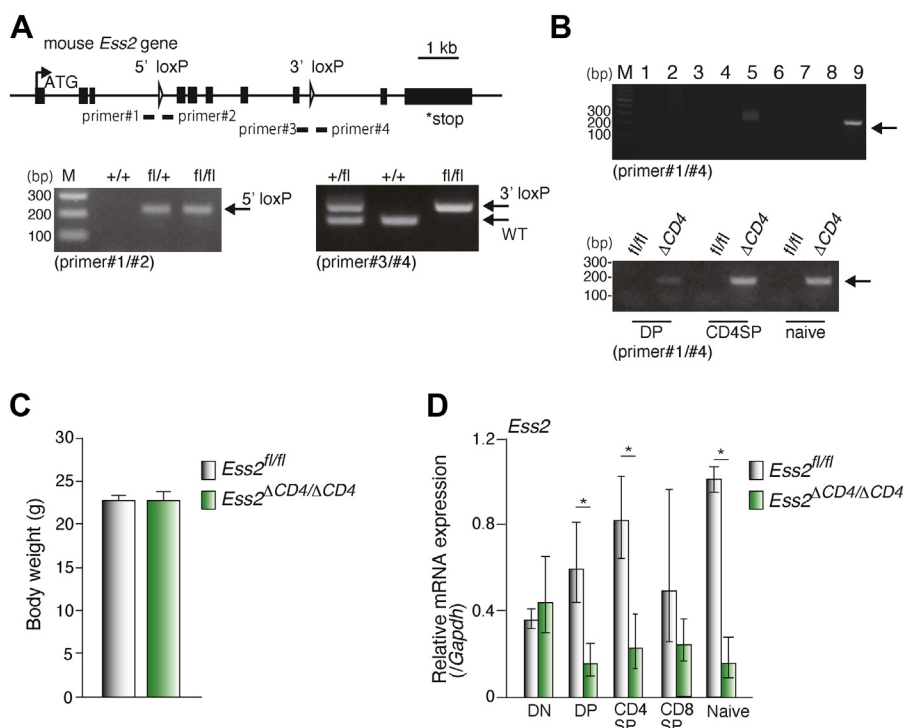 A
mouse Ess2 gene
1 kb
5' loxP
3' loxP
ATG
primer#1
primer#2
primer#3
primer#4
*stop
(bp) M +/+ fl/+ fl/fl
300
200
100
5' loxP
(primer#1/#2)
+/fl +/+ fl/fl
3' loxP
WT
(primer#3/#4)
B
(bp) M 1 2 3 4 5 6 7 8 9
300
200
100
(primer#1/#4)
(bp) fl/fl ΔCD4 fl/fl ΔCD4 fl/fl ΔCD4
300-
200-
100-
DP CD4SP naive
(primer#1/#4)
C
Body weight (g)
30
25
20
15
10
5
0
Ess2fl/fl
Ess2ΔCD4/ΔCD4
D
Ess2
Relative mRNA expression
(/Gapdh)
1.2
0.8
0.4
0
* * *
Ess2fl/fl
Ess2ΔCD4/ΔCD4
DN DP CD4 CD8 Naive
SP SP